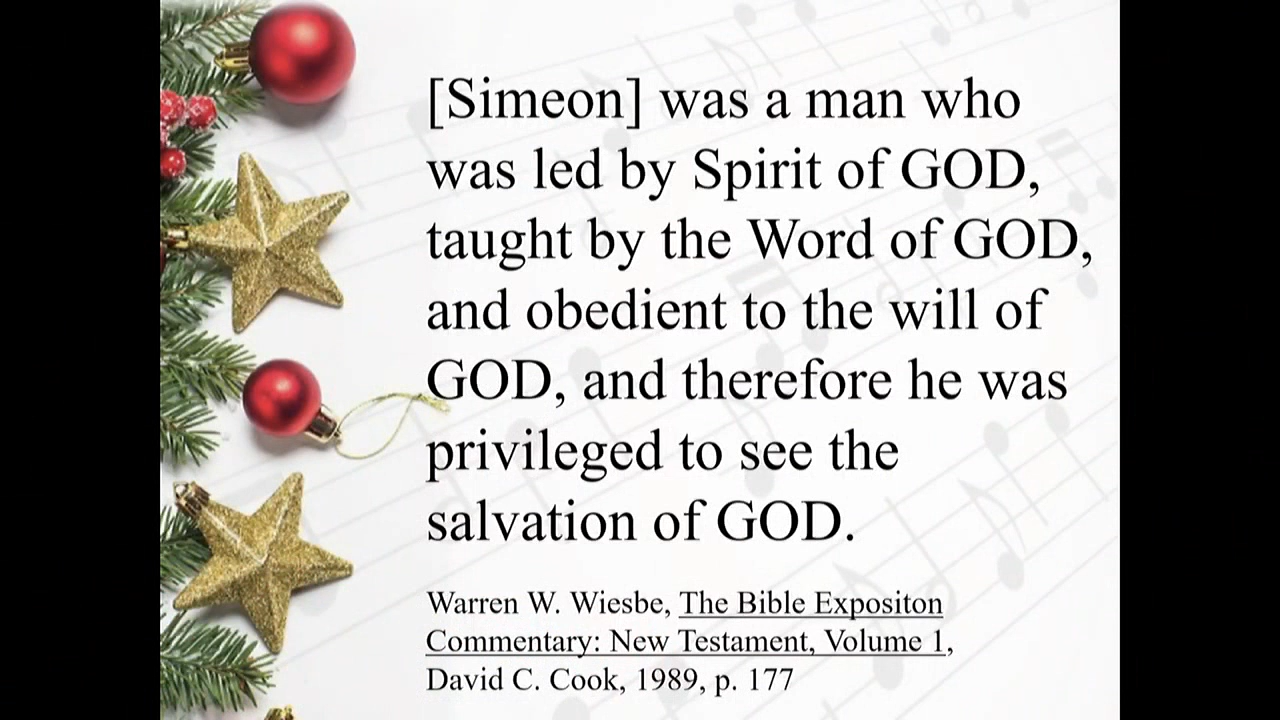 [Simeon] was a man who
was led by Spirit of GOD,
taught by the Word of GOD,
and obedient to the will of
GOD, and therefore he was
privileged to see the
salvation of GOD.
Warren W. Wiesbe, The Bible Expositon
Commentary: New Testament, Volume 1,
David C. Cook, 1989, p. 177